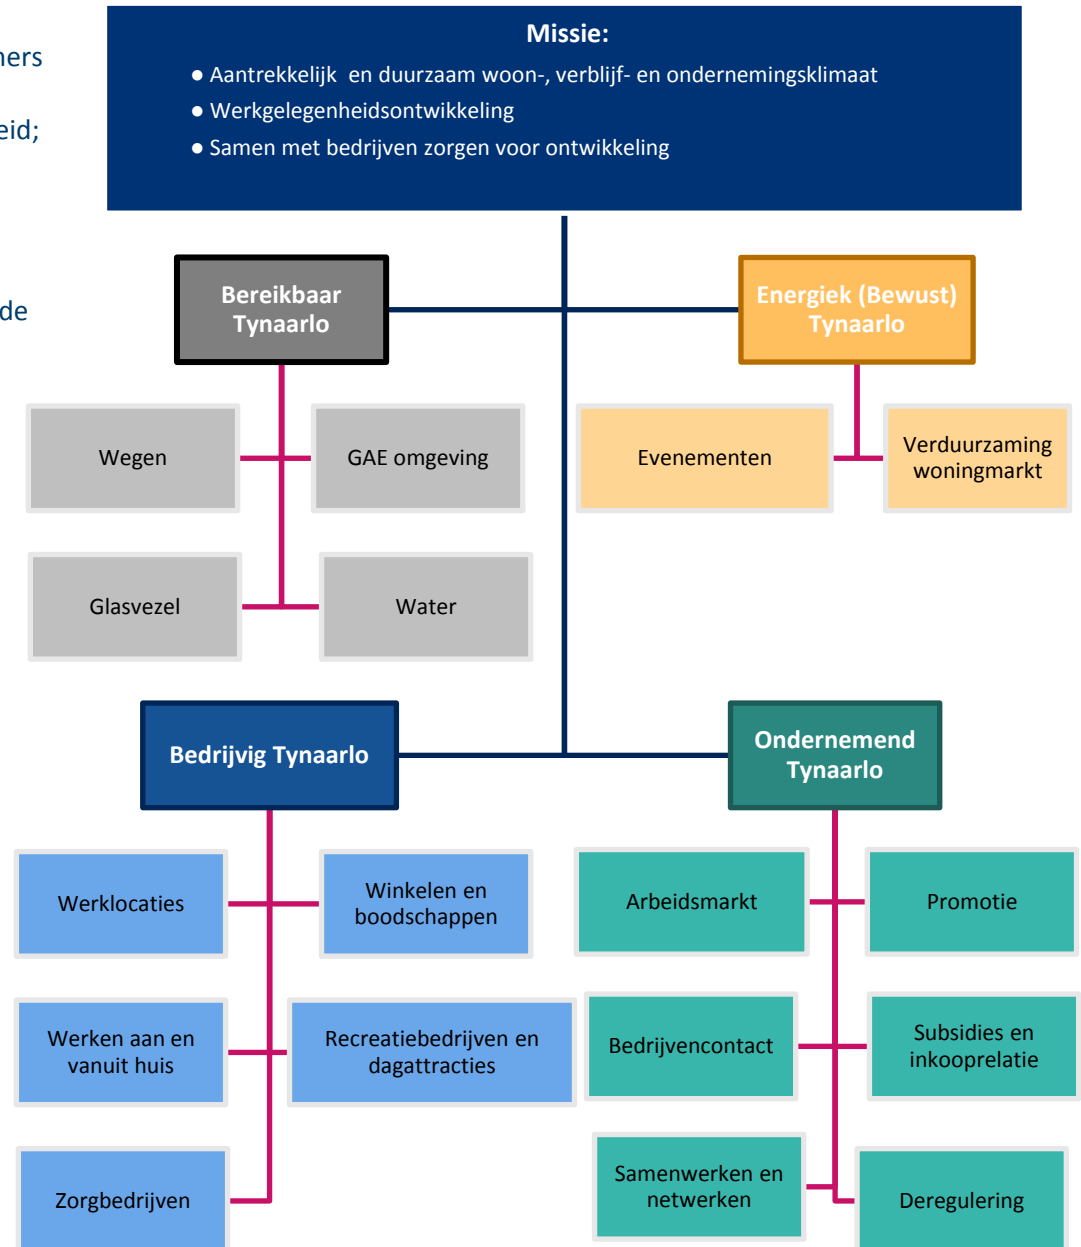 Missie:
● Aantrekkelijk en duurzaam woon-, verblijf- en ondernemingsklimaat
● Werkgelegenheidsontwikkeling
● Samen met bedrijven zorgen voor ontwikkeling
ners
eid;
de
Bereikbaar
Tynaarlo
Energiek (Bewust)
Tynaarlo
Wegen
GAE omgeving
Evenementen
Verduurzaming
woningmarkt
Glasvezel
Water
Bedrijvig Tynaarlo
Ondernemend
Tynaarlo
Werklocaties
Winkelen en
boodschappen
Arbeidsmarkt
Promotie
Werken aan en
vanuit huis
Recreatiebedrijven en
dagattracties
Bedrijvencontact
Subsidies en
inkooprelatie
Zorgbedrijven
Samenwerken en
netwerken
Deregulering